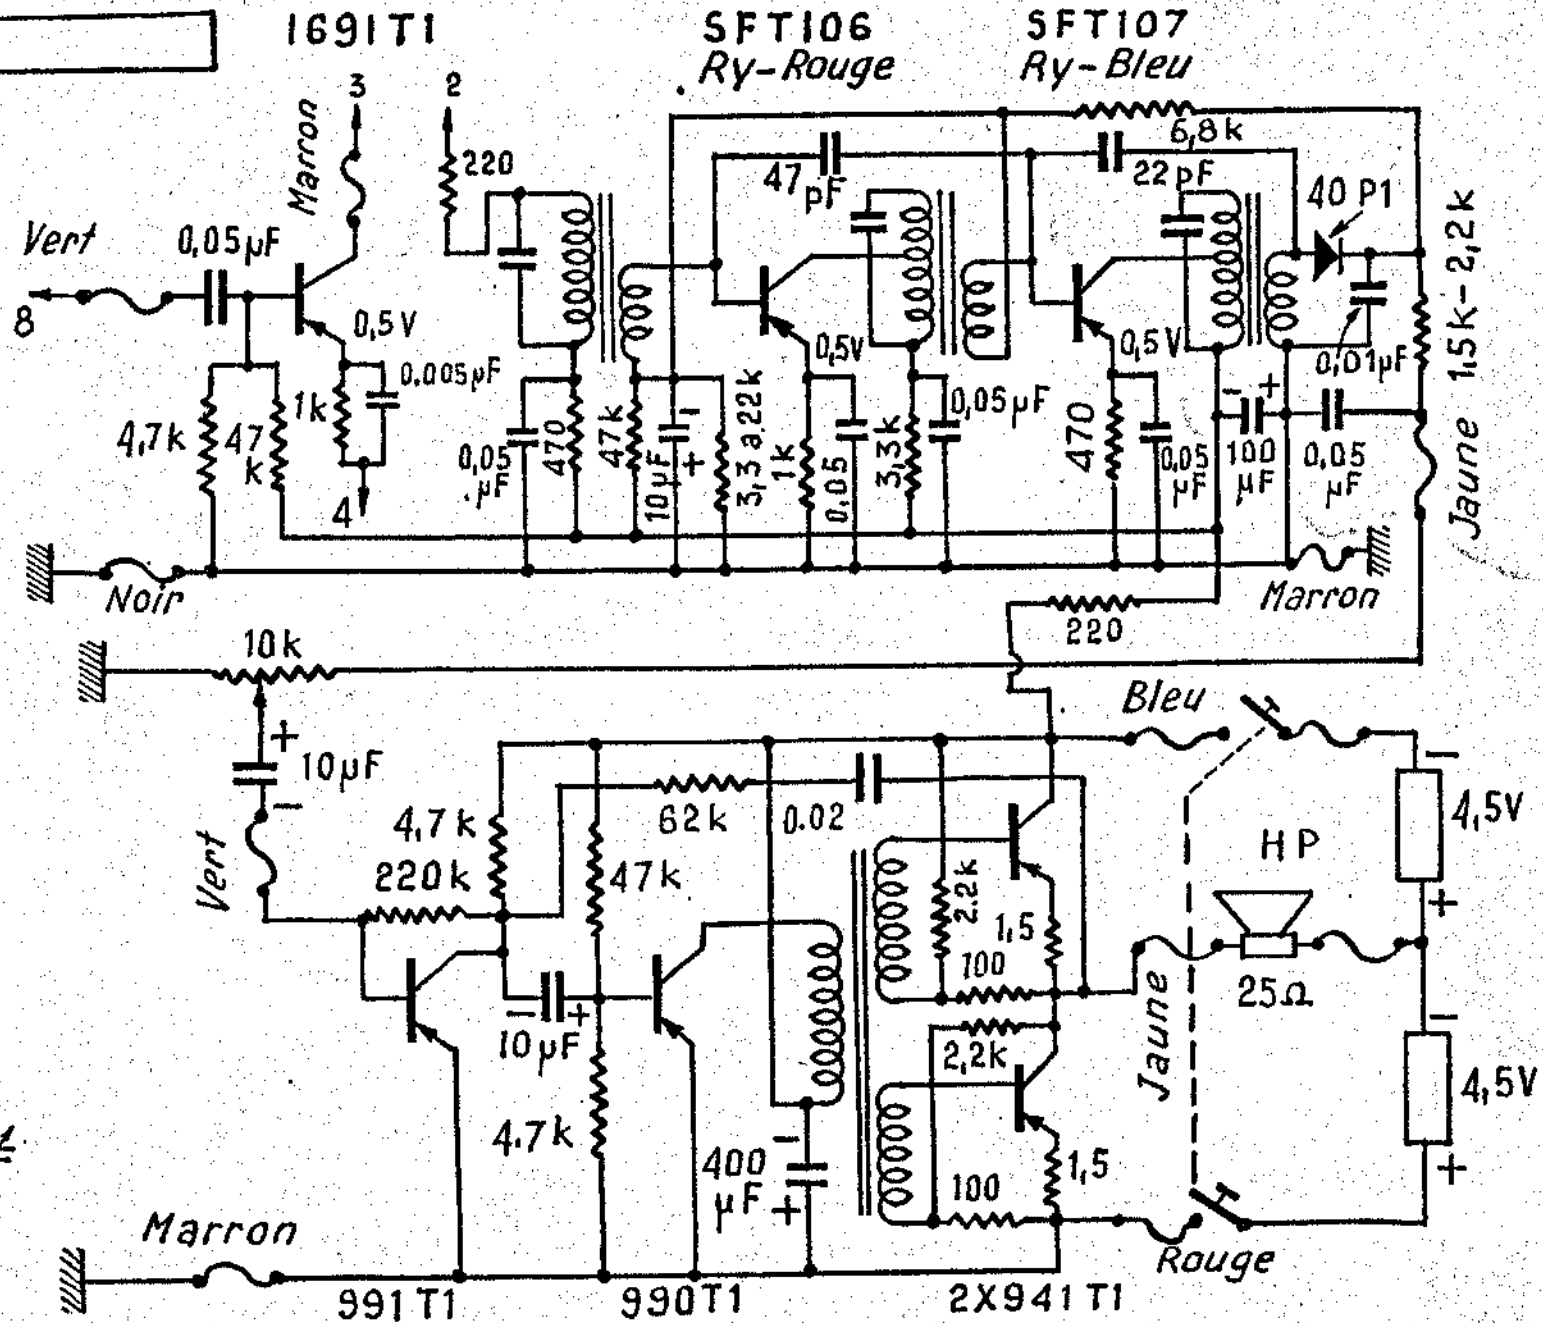 1691T1
SFT106
Ry-Rouge
SFT107
Ry-Bleu
Marron
3
2
220
6,8k
47pF
22pF
40 P1
Vert
0,05µF
8
0,5V
0,5V
0,5V
1,5k-2,2k
0,01µF
1k
0.005µF
4,7k
47
k
0,05
µF
470
47k
10µF
-
+
3,3 à 22k
1k
0.05
3,3k
0,05µF
470
0,05
µF
-
+
100
µF
0,05
µF
Jaune
4
Noir
Marron
220
10k
Bleu
+
10µF
-
Vert
4,7k
220k
62k
0.02
47k
-
4,5V
+
HP
2.2k
1,5
100
25Ω
Jaune
-
+
10µF
2,2k
-
4,5V
+
4.7k
-
400
µF
+
1,5
100
Marron
Rouge
991T1
990T1
2X941T1